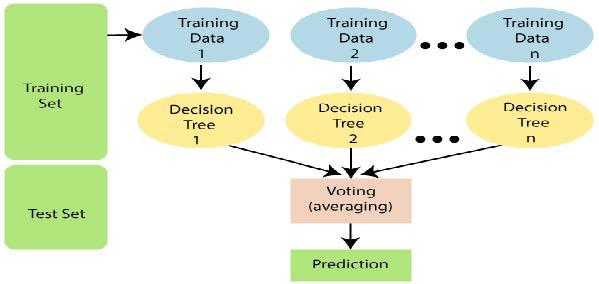 Training
Set
Training
Data
1
Training
Data
2
Training
Data
n
Decision
Tree
1
Decision
Tree
2
Decision
Tree
n
Test Set
Voting
(averaging)
Prediction